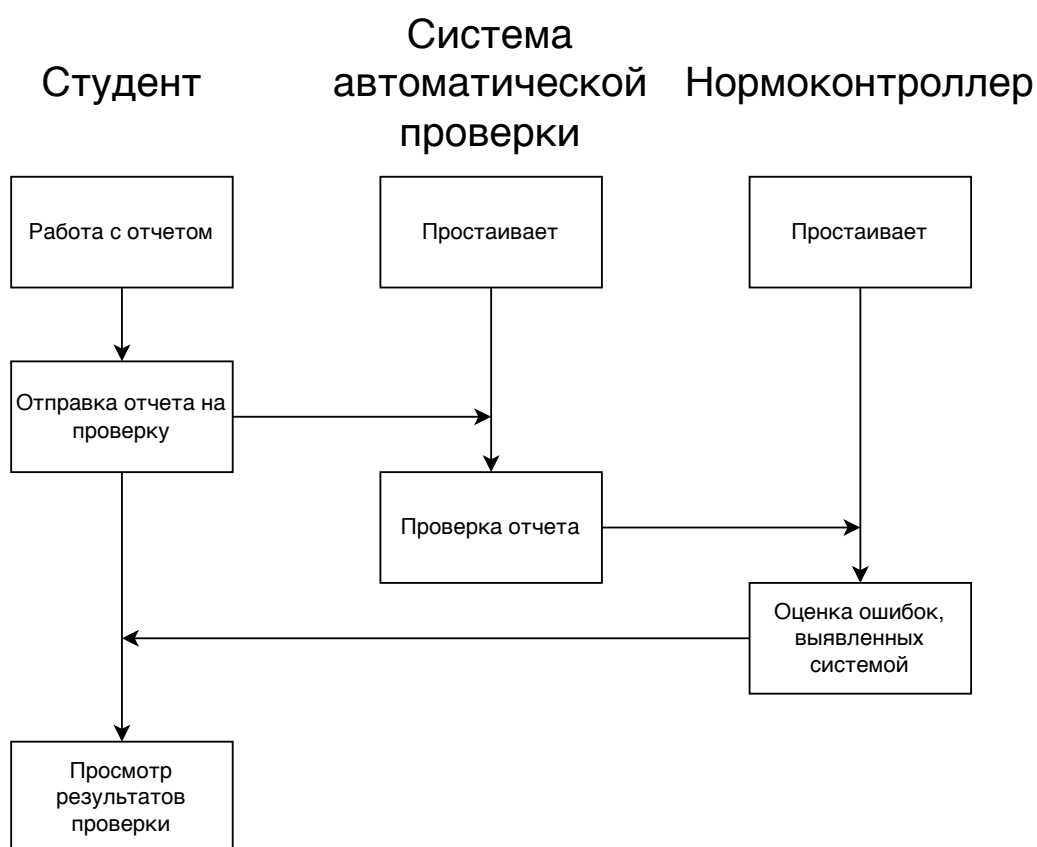 Студент
Система
автоматической
проверки
Нормоконтроллер
Работа с отчетом
Простаивает
Простаивает
Отправка отчета на
проверку
Проверка отчета
Оценка ошибок,
выявленных
системой
Просмотр
результатов
проверки